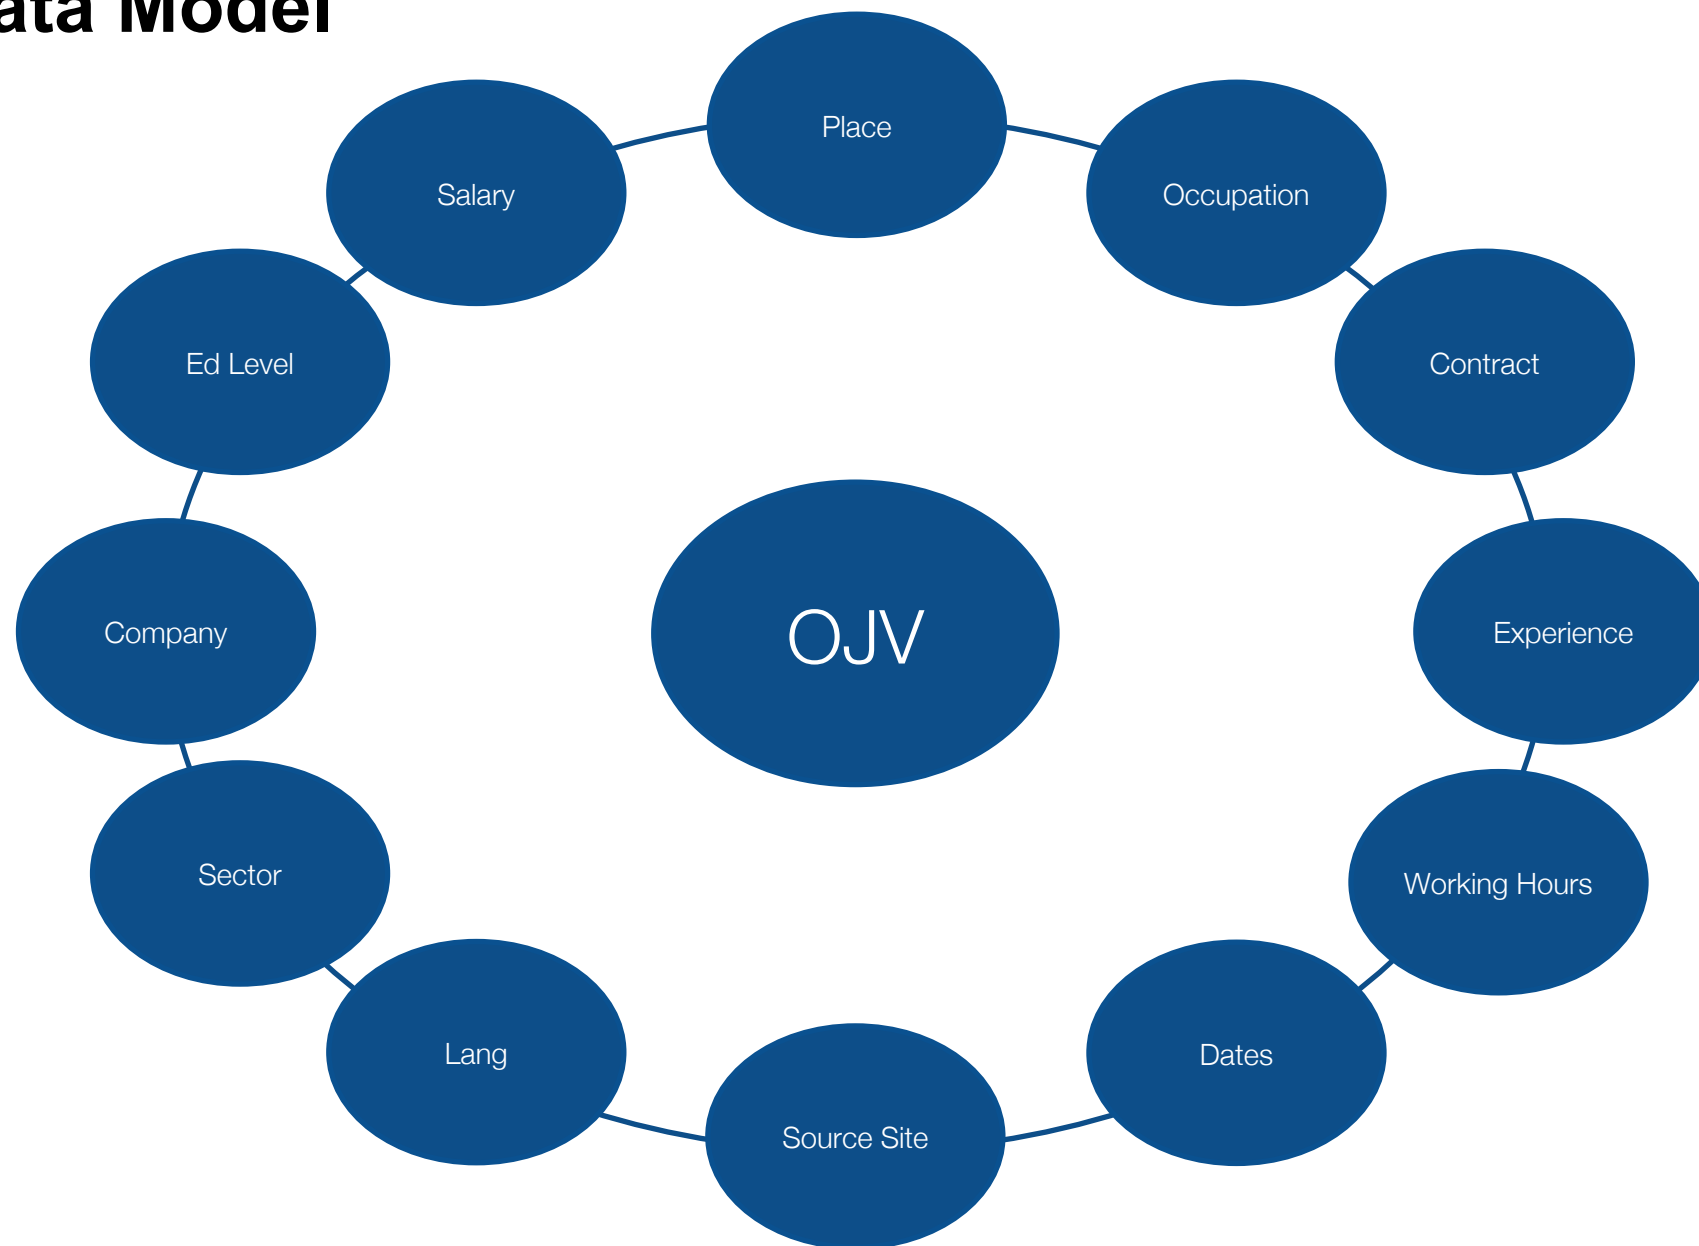 ata Model
Place
Salary
Occupation
Ed Level
Contract
OJV
Company
Experience
Sector
Working Hours
Lang
Dates
Source Site